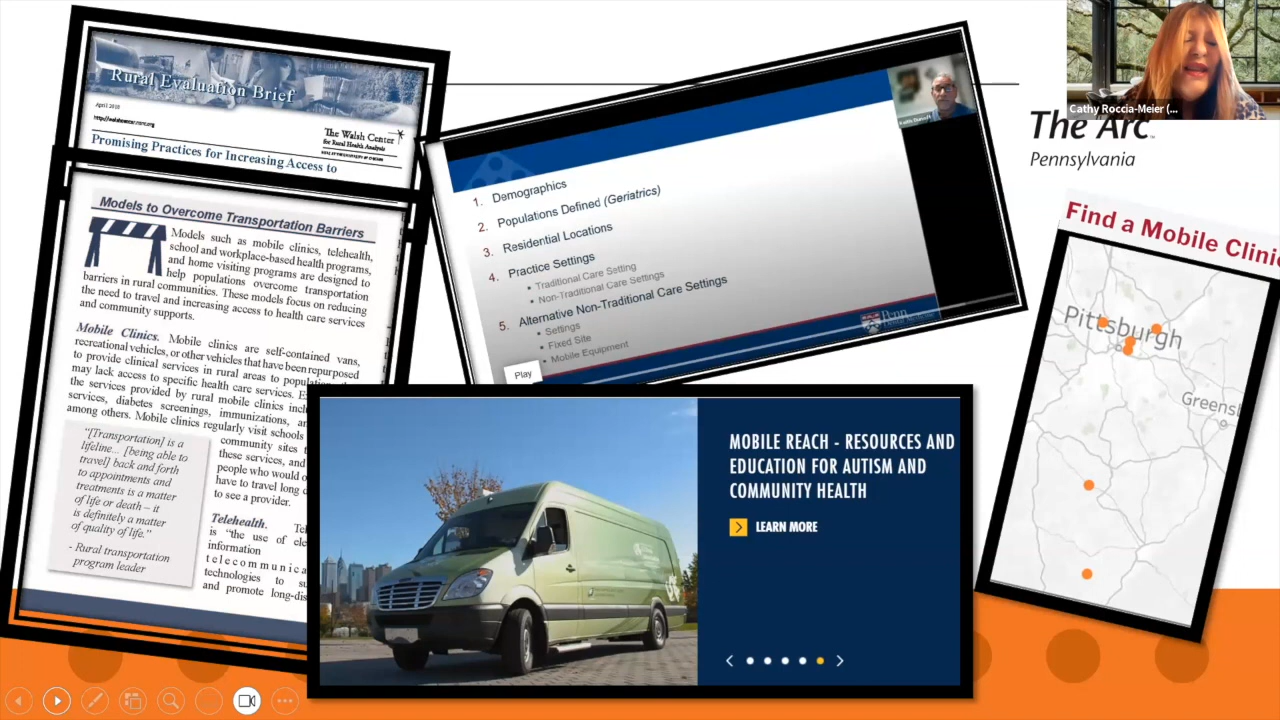 Rural Evaluation Brief
April 2018
The Walsh Center
for Rural Health Analysis
Promising Practices for Increasing Access to
Models to Overcome Transportation Barriers
Models such as mobile clinics, telehealth,
school and workplace-based health programs,
and home visiting programs are designed to
help populations overcome transportation
barriers in rural communities. These models focus on reducing
the need to travel and increasing access to health care services
and community supports.
Mobile Clinics. Mobile clinics are self-contained vans,
recreational vehicles, or other vehicles that have been repurposed
to provide clinical services in rural areas to
may lack access to specific health care services.
the services provided by rural mobile clinics
services, diabetes screenings, immunizations,
among others. Mobile clinics regularly visit schools
community sites
these services, and
people who would
have to travel long
to see a provider.
"[Transportation] is a
lifeline... [being able to
travel] back and forth
to appointments and
treatments is a matter
of life or death – it
is definitely a matter
of quality of life."
- Rural transportation
program leader
Telehealth.
is "the use of
information
technologies to
and promote
1. Demographics
2. Populations Defined (Geriatrics)
3. Residential Locations
4. Practice Settings
• Traditional Care Setting
• Non-Traditional Care Settings
5. Alternative Non-Traditional Care Settings
• Settings
• Fixed Site
• Mobile Equipment
Play
Penn
Cathy Roccia-Meier (...
The Arc
Pennsylvania
Find a Mobile Clinic
Pittsburgh
Greensb
MOBILE REACH - RESOURCES AND
EDUCATION FOR AUTISM AND
COMMUNITY HEALTH
LEARN MORE